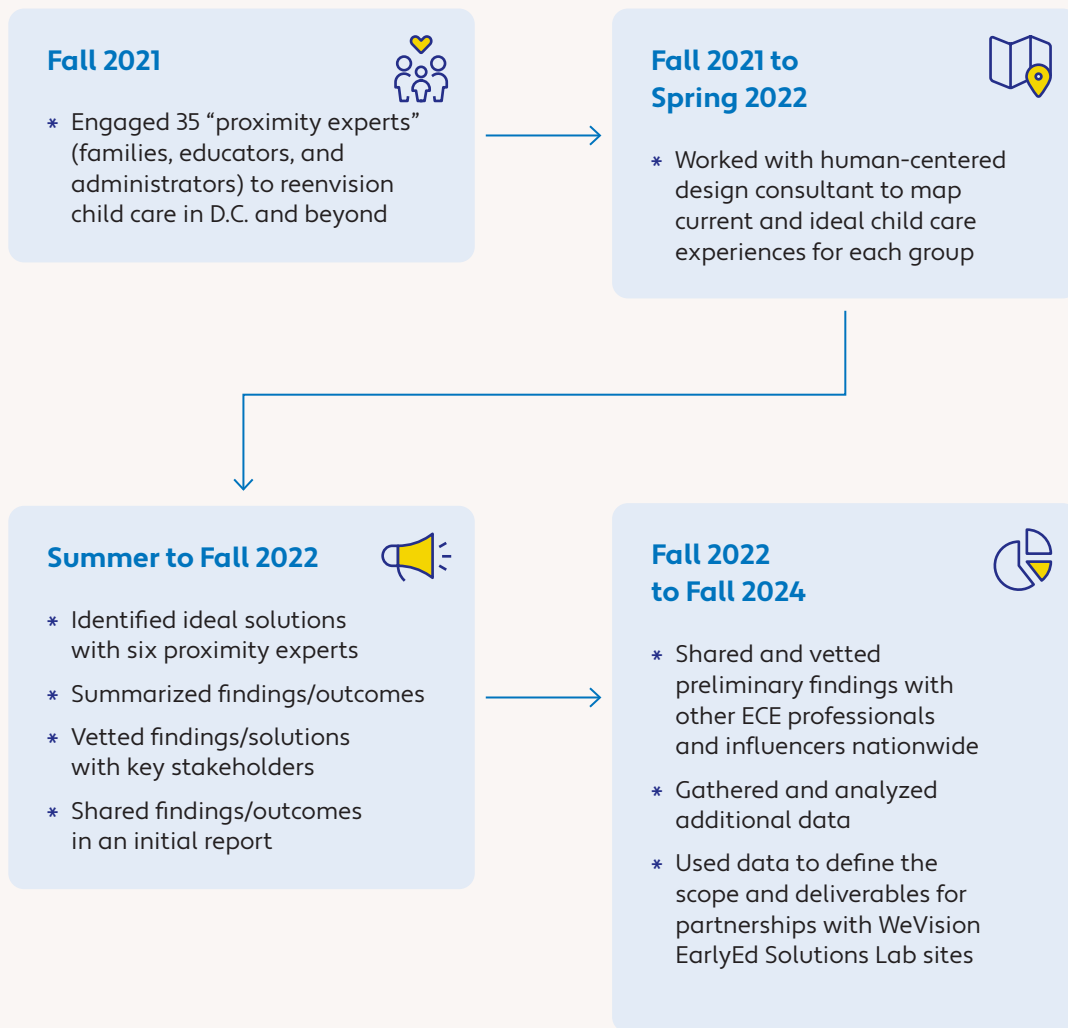 Fall 2021
* Engaged 35 “proximity experts”
(families, educators, and
administrators) to reenvision
child care in D.C. and beyond
Fall 2021 to
Spring 2022
* Worked with human-centered
design consultant to map
current and ideal child care
experiences for each group
Summer to Fall 2022
* Identified ideal solutions
with six proximity experts
* Summarized findings/outcomes
* Vetted findings/solutions
with key stakeholders
* Shared findings/outcomes
in an initial report
Fall 2022
to Fall 2024
* Shared and vetted
preliminary findings with
other ECE professionals
and influencers nationwide
* Gathered and analyzed
additional data
* Used data to define the
scope and deliverables for
partnerships with WeVision
EarlyEd Solutions Lab sites